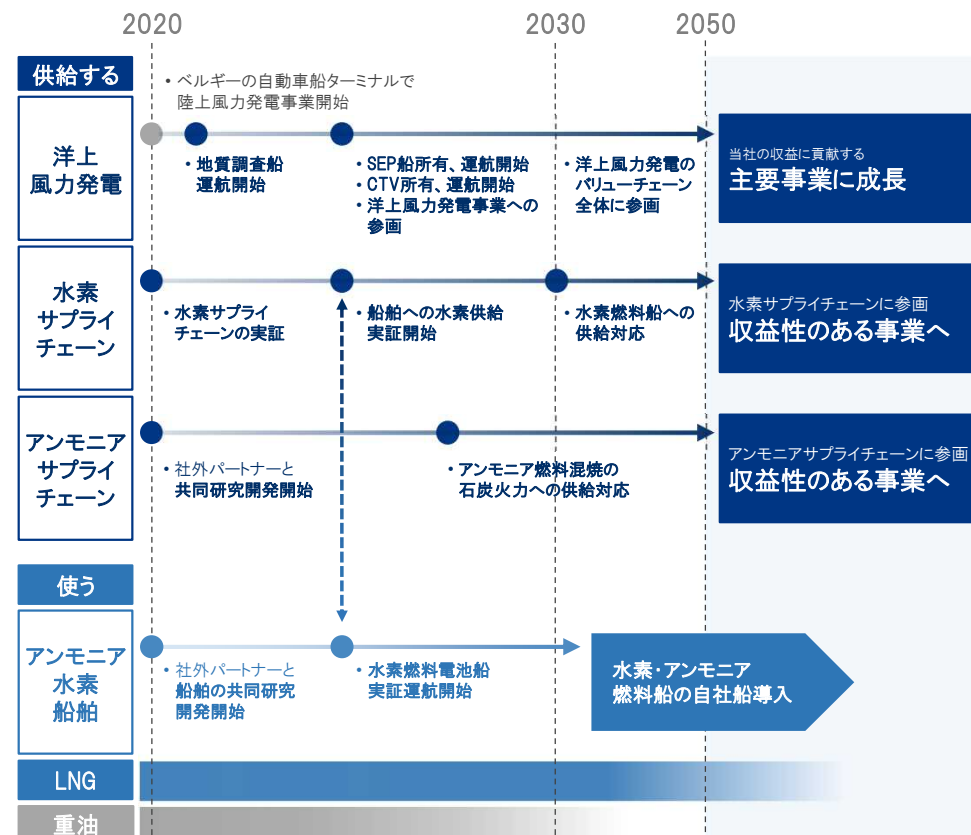 2020
2030
2050
供給する
・ベルギーの自動車船ターミナルで
陸上風力発電事業開始
洋上
風力発電
・地質調査船
運航開始
・SEP船所有、運航開始
・CTV所有、運航開始
・洋上風力発電事業への
参画
・洋上風力発電の
バリューチェーン
全体に参画
当社の収益に貢献する
主要事業に成長
水素
サプライ
チェーン
・水素サプライ
チェーンの実証
・船舶への水素供給
実証開始
・水素燃料船への
供給対応
水素サプライチェーンに参画
収益性のある事業へ
アンモニア
サプライ
チェーン
・社外パートナーと
共同研究開発開始
・アンモニア燃料混焼の
石炭火力への供給対応
アンモニアサプライチェーンに参画
収益性のある事業へ
使う
アンモニア
水素
船舶
・社外パートナーと
船舶の共同研究
開発開始
・水素燃料電池船
実証運航開始
水素・アンモニア
燃料船の自社船導入
LNG
重油